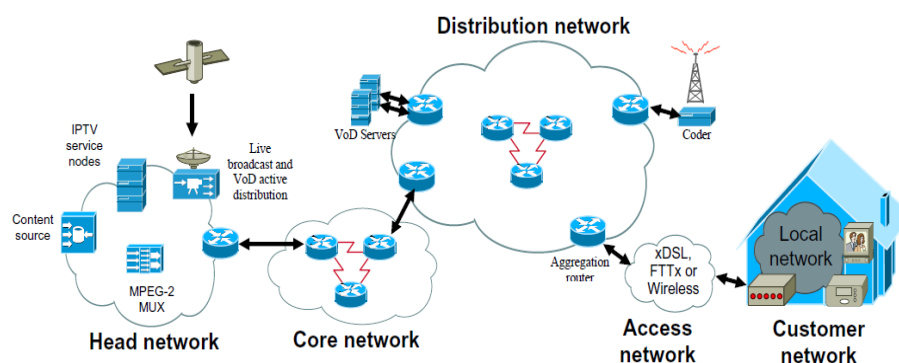 Distribution network
VoD Servers
Coder
IPTV
service
nodes
Live
broadcast and
VoD active
distribution
Content
source
MPEG-2
MUX
Head network
Core network
Aggregation
router
xDSL,
FTTx or
Wireless
Access
network
Local
network
Customer
network